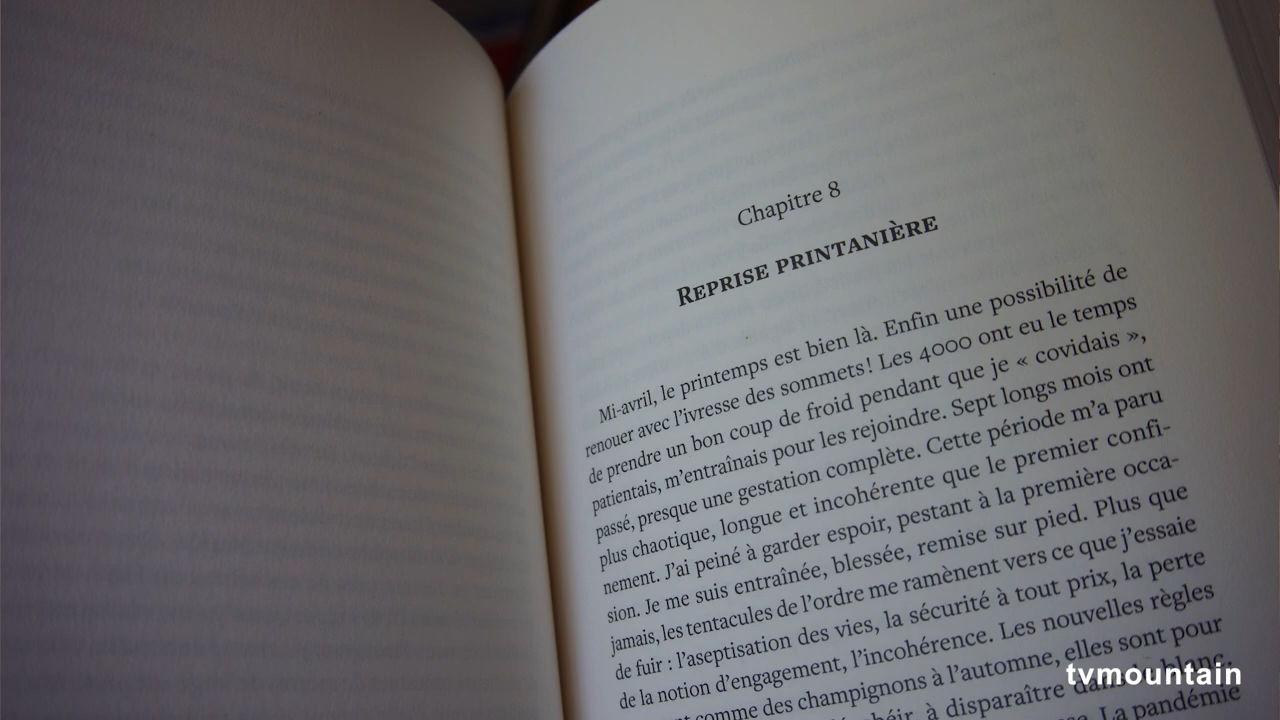 Chapitre 8
REPRISE PRINTANIÈRE
Mi-avril, le printemps est bien là. Enfin une possibilité de
renouer avec l'ivresse des sommets! Les 4000 ont eu le temps
de prendre un bon coup de froid pendant que je « covidais »,
patientais, m'entraînais pour les rejoindre. Sept longs mois ont
passé, presque une gestation complète. Cette période m'a paru
plus chaotique, longue et incohérente que le premier confi-
nement. J'ai peiné à garder espoir, pestant à la première occa-
sion. Je me suis entraînée, blessée, remise sur pied. Plus que
jamais, les tentacules de l'ordre me ramènent vers ce que j'essaie
de fuir : l'aseptisation des vies, la sécurité à tout prix, la perte
de la notion d'engagement, l'incohérence. Les nouvelles règles
comme des champignons à l'automne, elles sont pour
à disparaître dans le blanc.
La pandémie
tvmountain